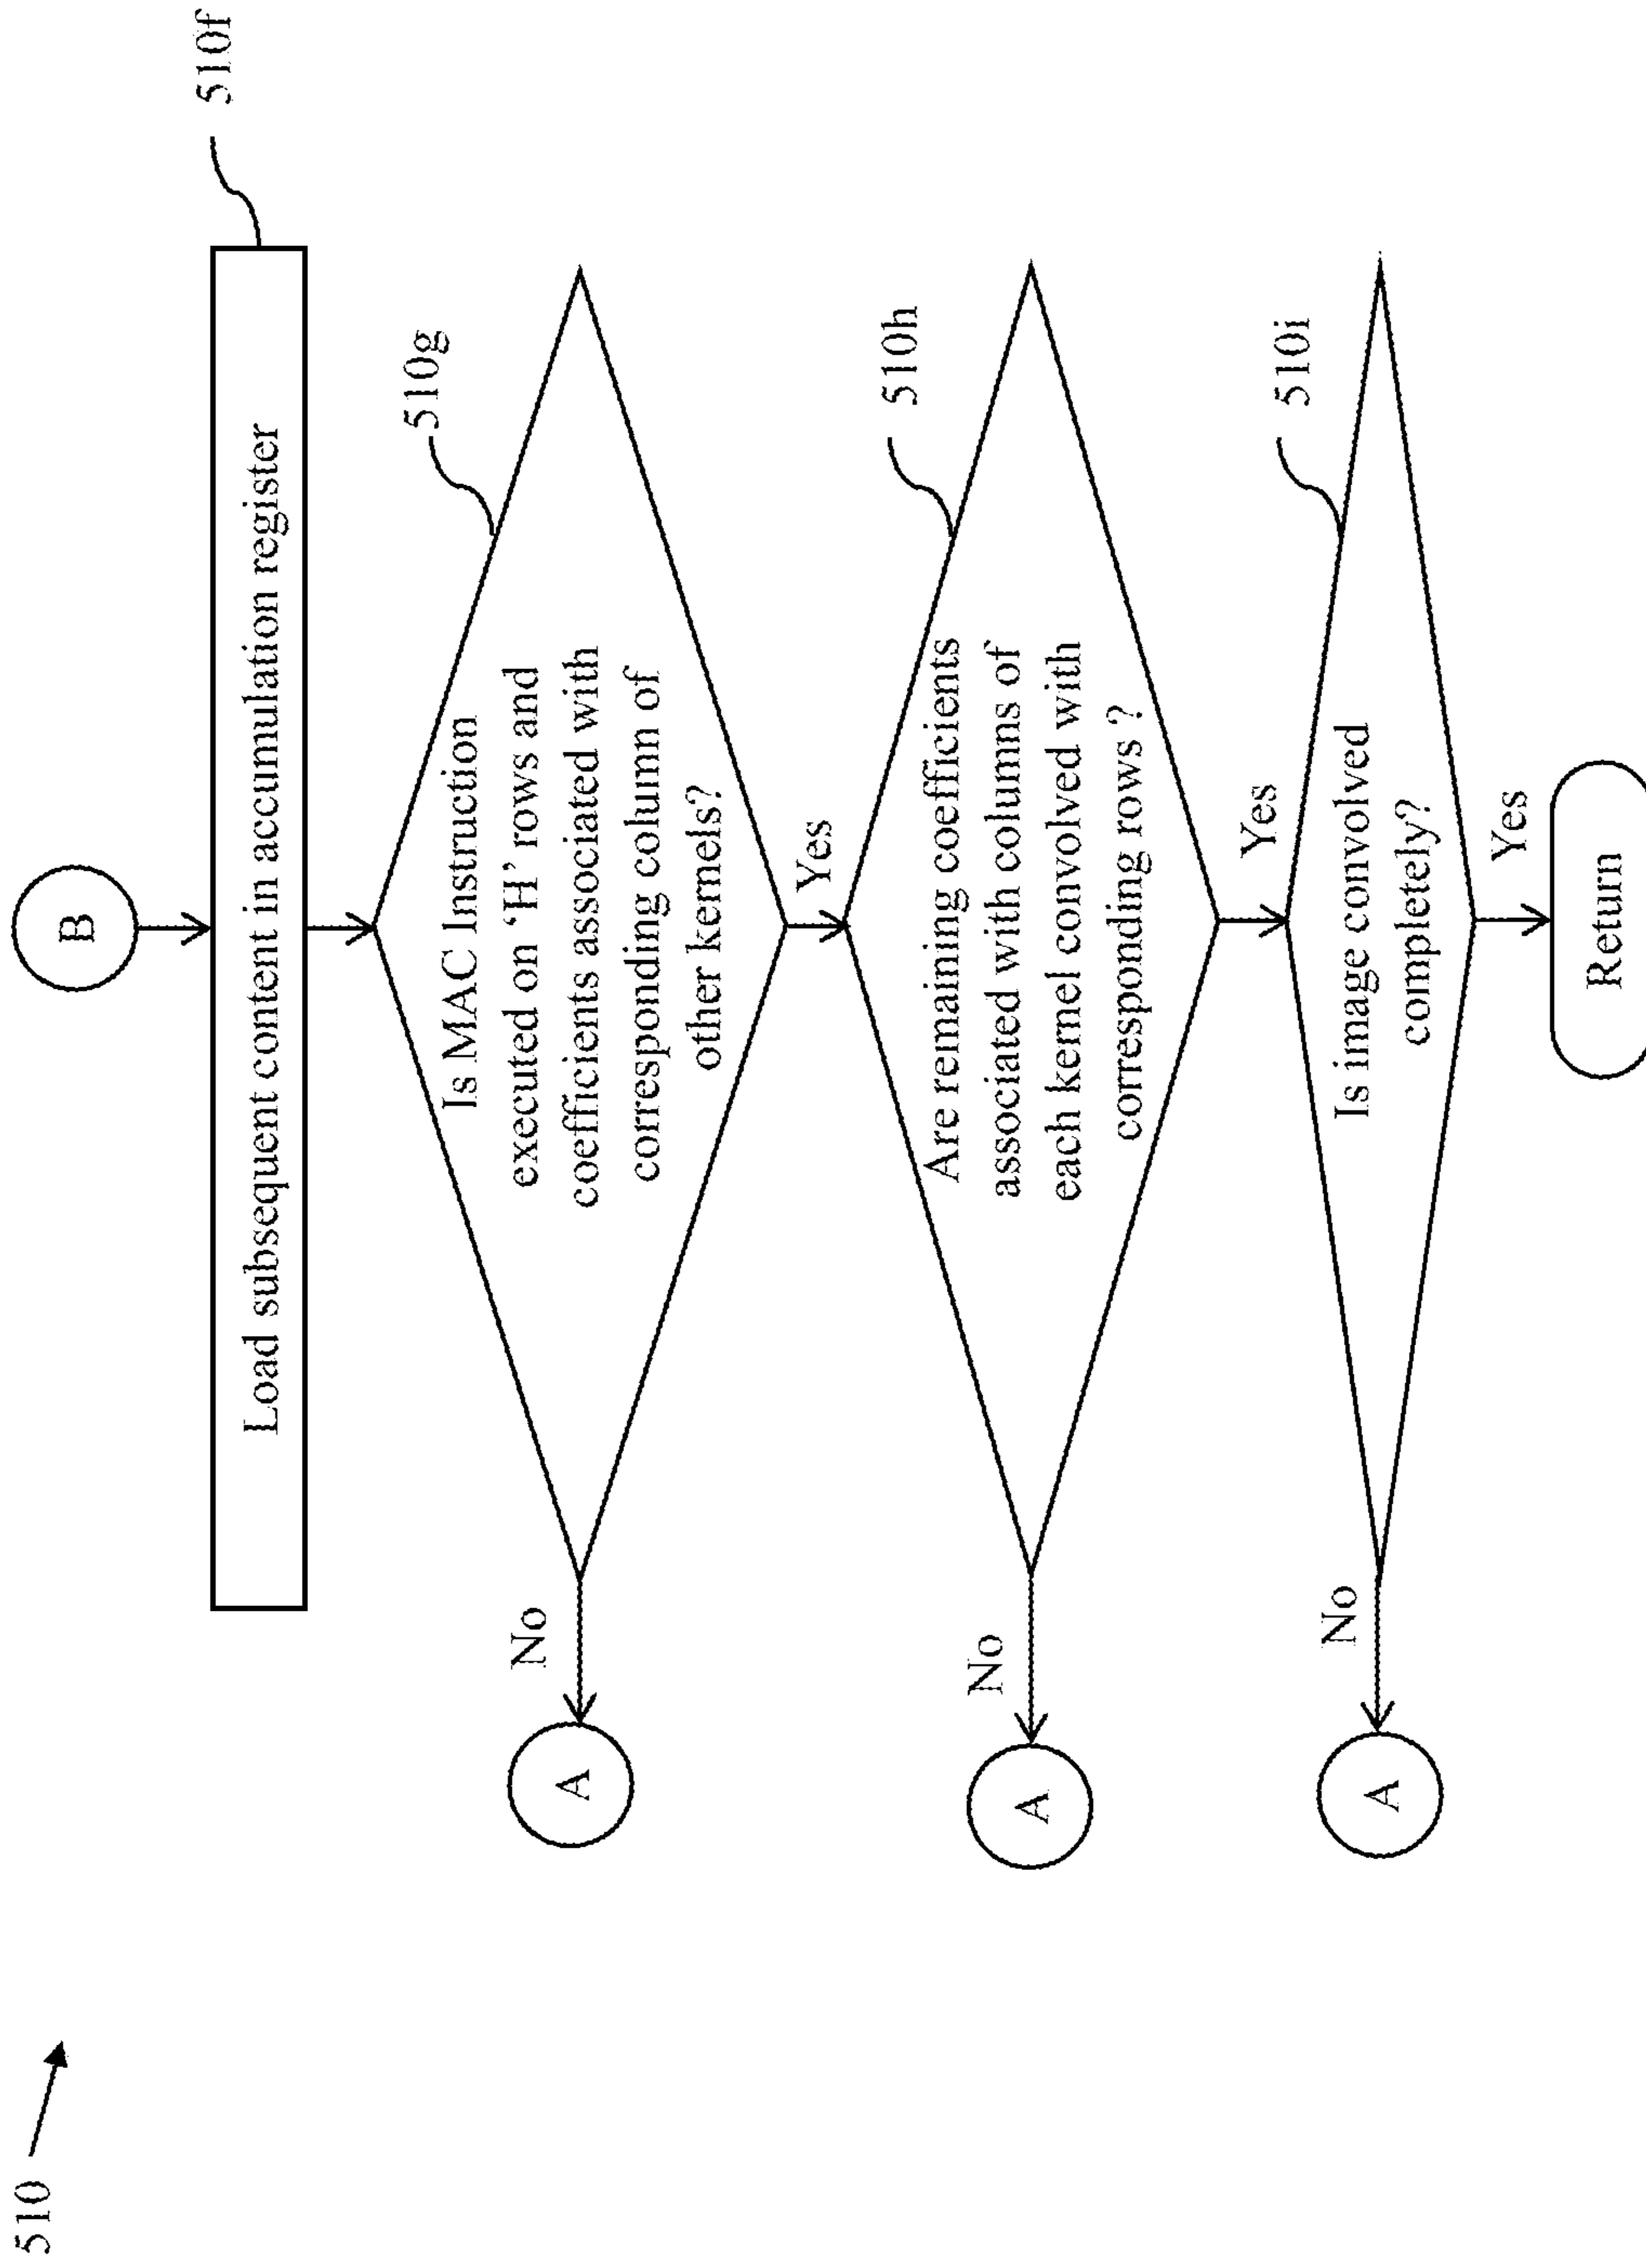 510
B
Load subsequent content in accumulation register
510f
Is MAC Instruction
executed on ‘H’ rows and
coefficients associated with
corresponding column of
other kernels?
510g
No
A
Yes
Are remaining coefficients
associated with columns of
each kernel convolved with
corresponding rows ?
510h
No
A
Yes
Is image convolved
completely?
510i
No
A
Yes
Return